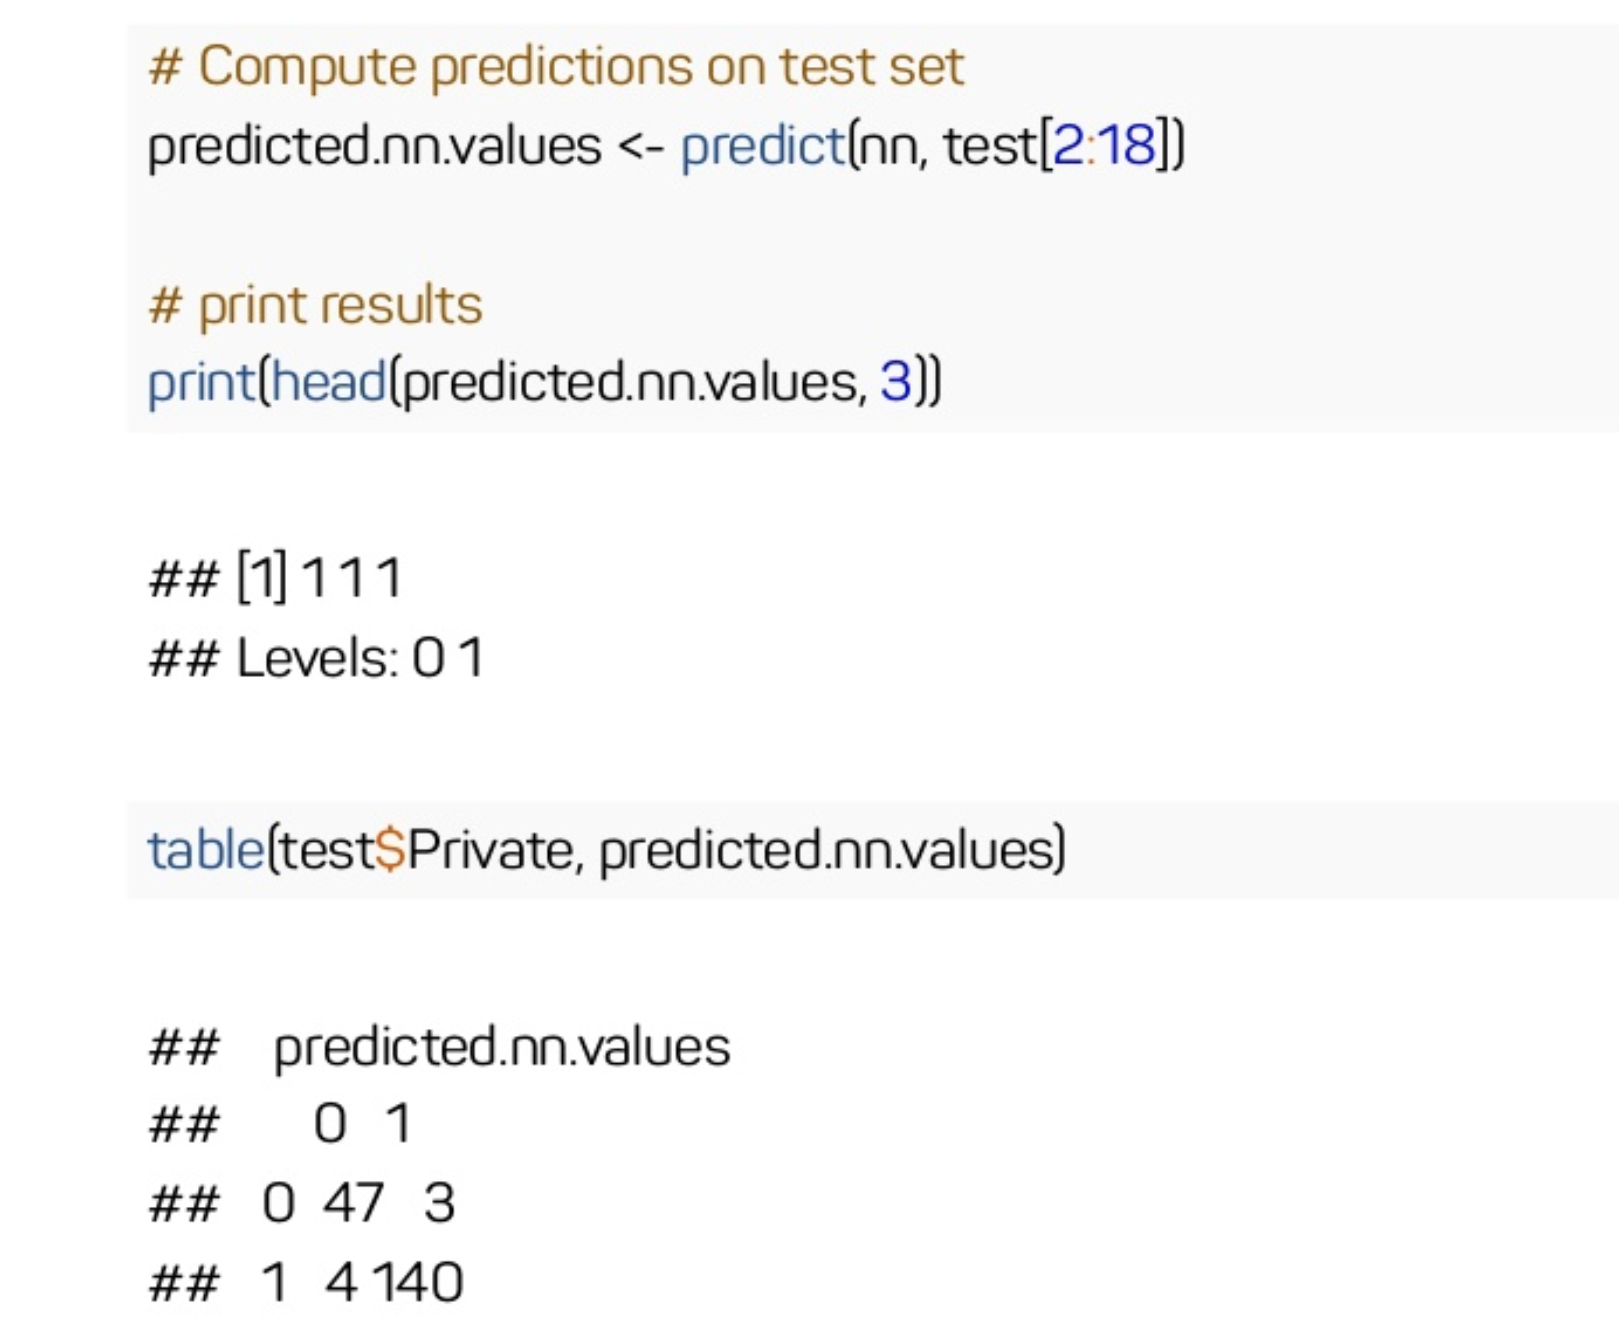 # Compute predictions on test set
predicted.nn.values <- predict(nn, test[2:18])
# print results
print(head(predicted.nn.values, 3))
## [1] 1 1 1
## Levels: 0 1
table(test$Private, predicted.nn.values)
## predicted.nn.values
## 0 1
## 0 47 3
## 1 4 140